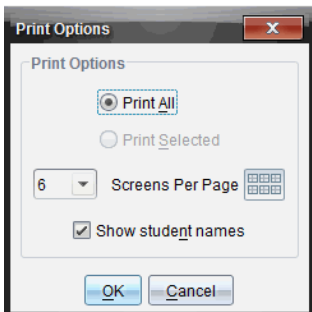 Print Options
Print Options
Print All
Print Selected
6 Screens Per Page
Show student names
OK Cancel